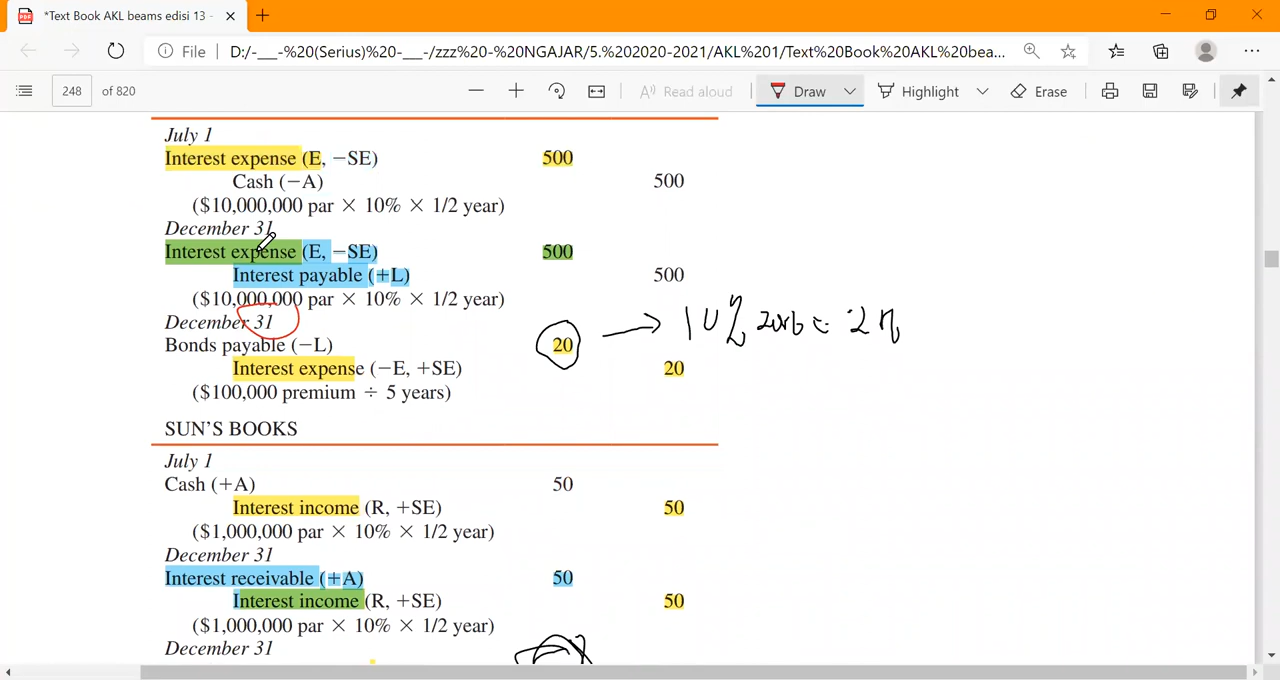 *Text Book AKL beams edisi 13 -
File D:/-___-%20(Serius)%20-___-/zzz%20-%20NGAJAR/5.%202020-2021/AKL%201/Text%20Book%20AKL%20bea...
248 of 820 Read aloud Draw Highlight Erase
July 1
Interest expense (E, −SE) 500
Cash (−A) 500
($10,000,000 par × 10% × 1/2 year)
December 31
Interest expense (E, −SE) 500
Interest payable (+L) 500
($10,000,000 par × 10% × 1/2 year)
December 31
Bonds payable (−L) 20 10%
Interest expense (−E, +SE) 20
($100,000 premium ÷ 5 years)
SUN'S BOOKS
July 1
Cash (+A) 50
Interest income (R, +SE) 50
($1,000,000 par × 10% × 1/2 year)
December 31
Interest receivable (+A) 50
Interest income (R, +SE) 50
($1,000,000 par × 10% × 1/2 year)
December 31